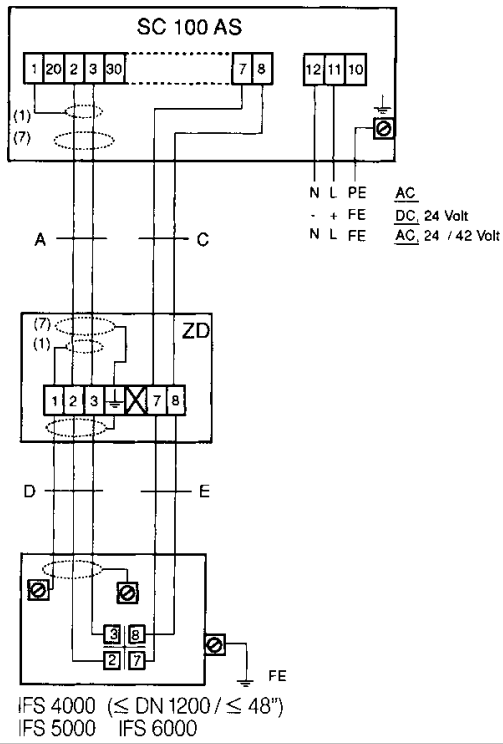 SC 100 AS
1 20 2 3 30 7 8 12 11 10
(1)
(7)
N L PE AC
- + FE DC, 24 Volt
N L FE AC, 24 / 42 Volt
A C
(7) ZD
(1)
1 2 3 7 8
D E
3 8
2 7
FE
IFS 4000 (≤ DN 1200 / ≤ 48")
IFS 5000 IFS 6000